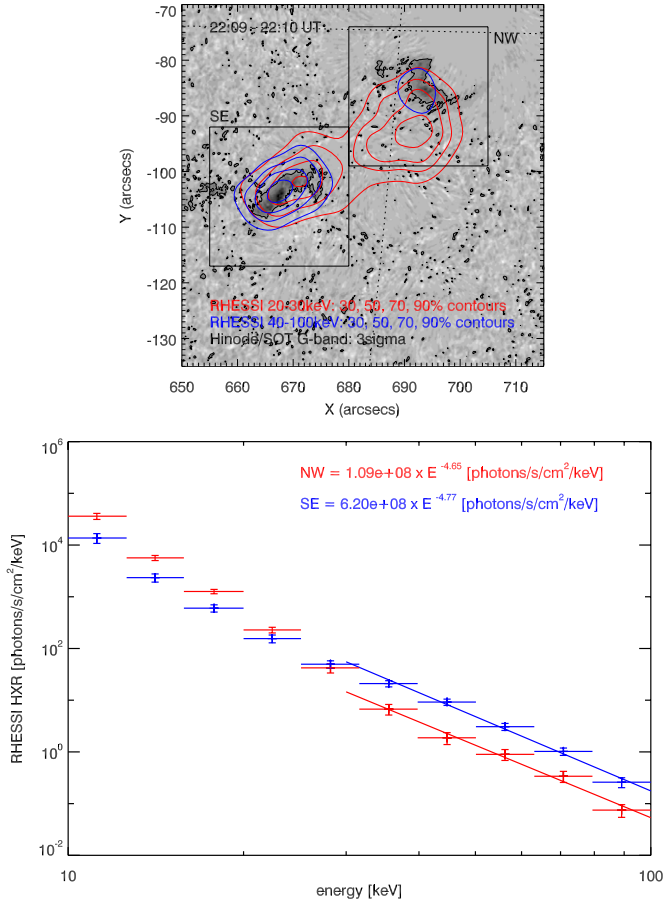 -70
22:09 - 22:10 UT
NW
-80
-90
SE
-100
-110
-120
-130
Y (arcsecs)
RHESSI 20-30keV: 30, 50, 70, 90% contours
RHESSI 40-100keV: 30, 50, 70, 90% contours
Hinode/SOT G-band: 3sigma
650 660 670 680 690 700 710
X (arcsecs)
10^6
NW = 1.09e+08 x E^-4.65 [photons/s/cm^2/keV]
SE = 6.20e+08 x E^-4.77 [photons/s/cm^2/keV]
10^4
10^2
10^0
10^-2
RHESSI HXR [photons/s/cm^2/keV]
10 100
energy [keV]